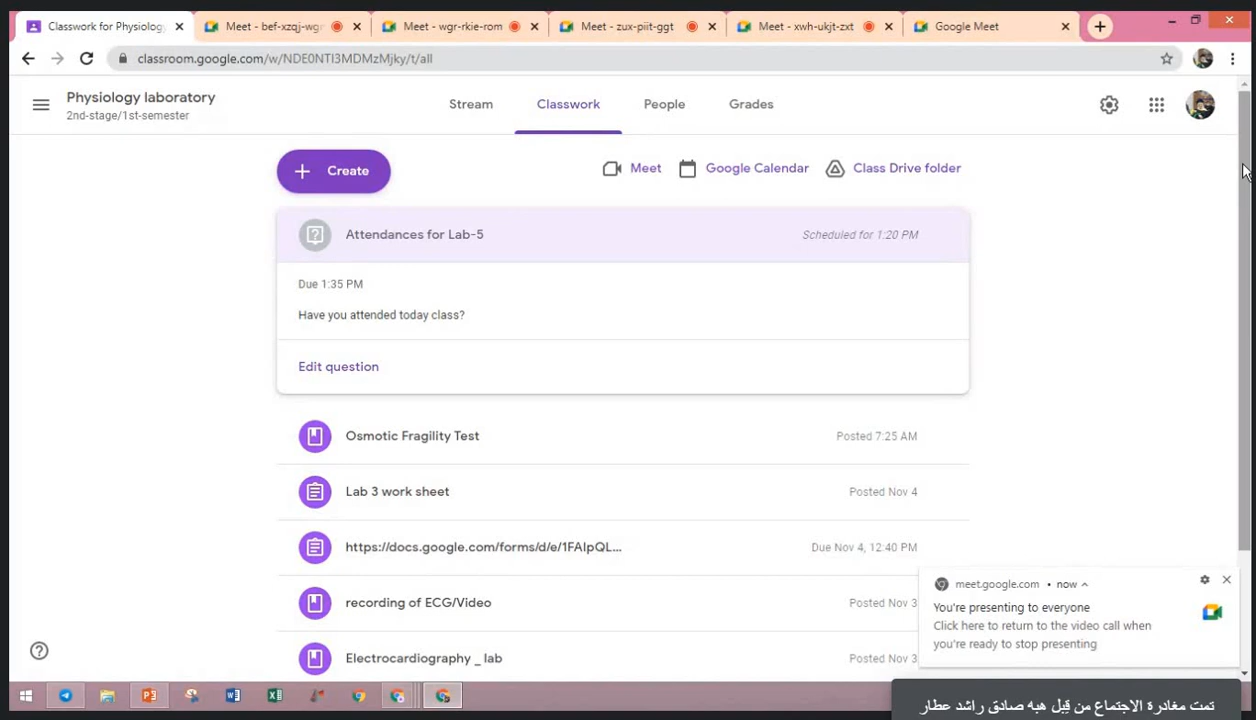 Classwork for Physiolog
Meet - bef-xzqj-wgr
Meet - wgr-rkie-rom
Meet - zux-piit-ggt
Meet - xwh-ukjt-zxt
Google Meet
classroom.google.com/w/NDE0NTI3MDMzMjky/t/all
Physiology laboratory
2nd-stage/1st-semester
Stream
Classwork
People
Grades
Create
Meet
Google Calendar
Class Drive folder
Attendances for Lab-5
Scheduled for 1:20 PM
Due 1:35 PM
Have you attended today class?
Edit question
Osmotic Fragility Test
Posted 7:25 AM
Lab 3 work sheet
Posted Nov 4
https://docs.google.com/forms/d/e/1FAIpQL...
Due Nov 4, 12:40 PM
recording of ECG/Video
Posted Nov 3
Electrocardiography _ lab
Posted Nov 3
meet.google.com • now
You're presenting to everyone
Click here to return to the video call when
you're ready to stop presenting
تمت مغادرة الاجتماع من قِبل هبه صادق راشد عطار